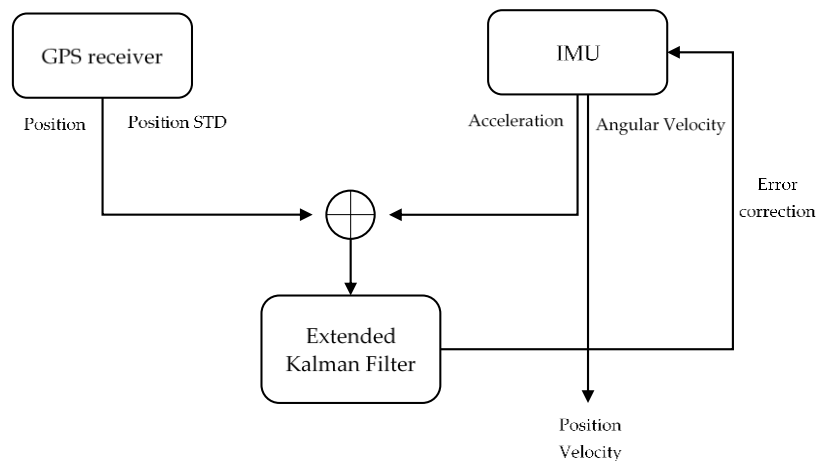 GPS receiver
IMU
Position
Position STD
Acceleration
Angular Velocity
Error
correction
Extended
Kalman Filter
Position
Velocity